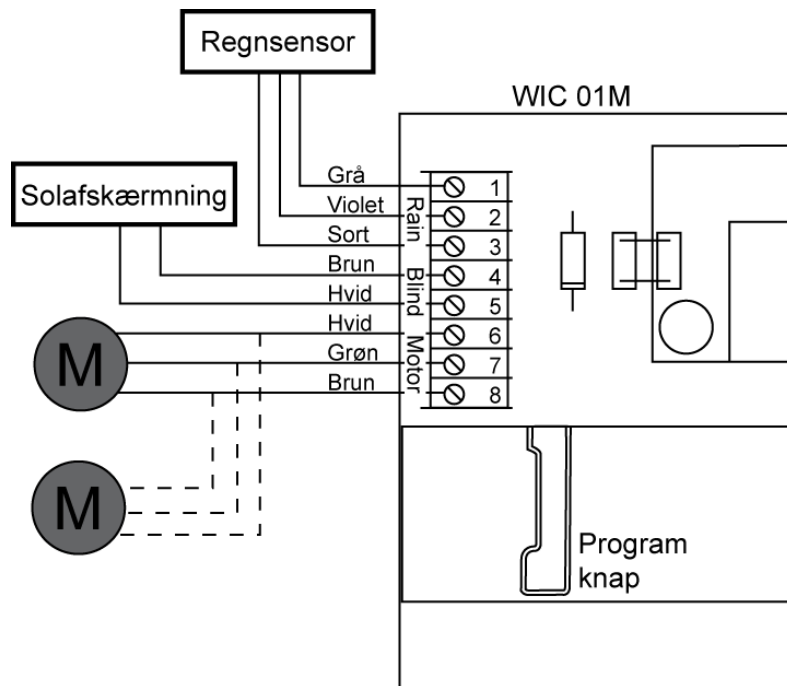 Regnsensor
WIC 01M
Solafskærmning
Grå
Violet
Sort
Brun
Hvid
Hvid
Grøn
Brun
Rain
Blind
Motor
1
2
3
4
5
6
7
8
M
M
Program
knap